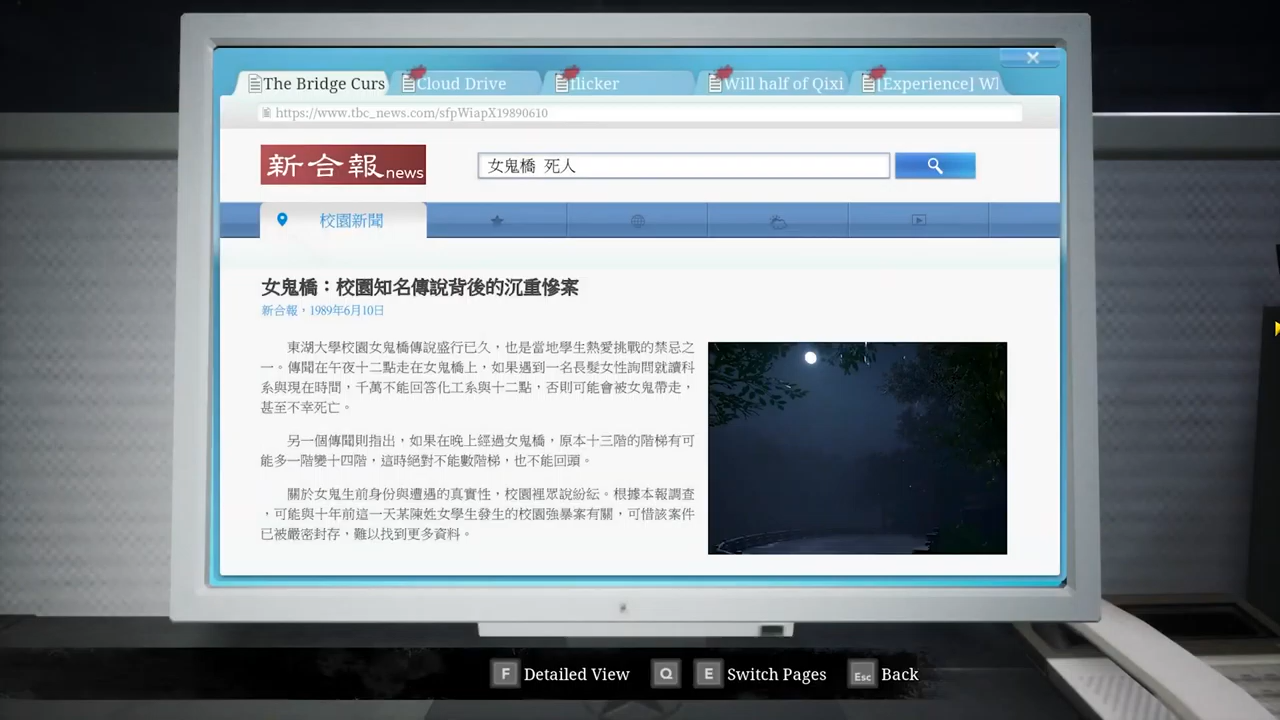 The Bridge Curs
Cloud Drive
flicker
Will half of Qixi
[Experience] Wl
https://www.tbc_news.com/sfpWiapX19890610
新合報news
女鬼橋 死人
校園新聞
女鬼橋：校園知名傳說背後的沉重慘案
新合報，1989年6月10日
東湖大學校園女鬼橋傳說盛行已久，也是當地學生熱愛挑戰的禁忌之
一。傳聞在午夜十二點走在女鬼橋上，如果遇到一名長髮女性詢問就讀科
系與現在時間，千萬不能回答化工系與十二點，否則可能會被女鬼帶走，
甚至不幸死亡。
另一個傳聞則指出，如果在晚上經過女鬼橋，原本十三階的階梯有可
能多一階變十四階，這時絕對不能數階梯，也不能回頭。
關於女鬼生前身份與遭遇的真實性，校園裡眾說紛紜。根據本報調查
，可能與十年前這一天某陳姓女學生發生的校園強暴案有關，可惜該案件
已被嚴密封存，難以找到更多資料。
F Detailed View Q E Switch Pages Esc Back